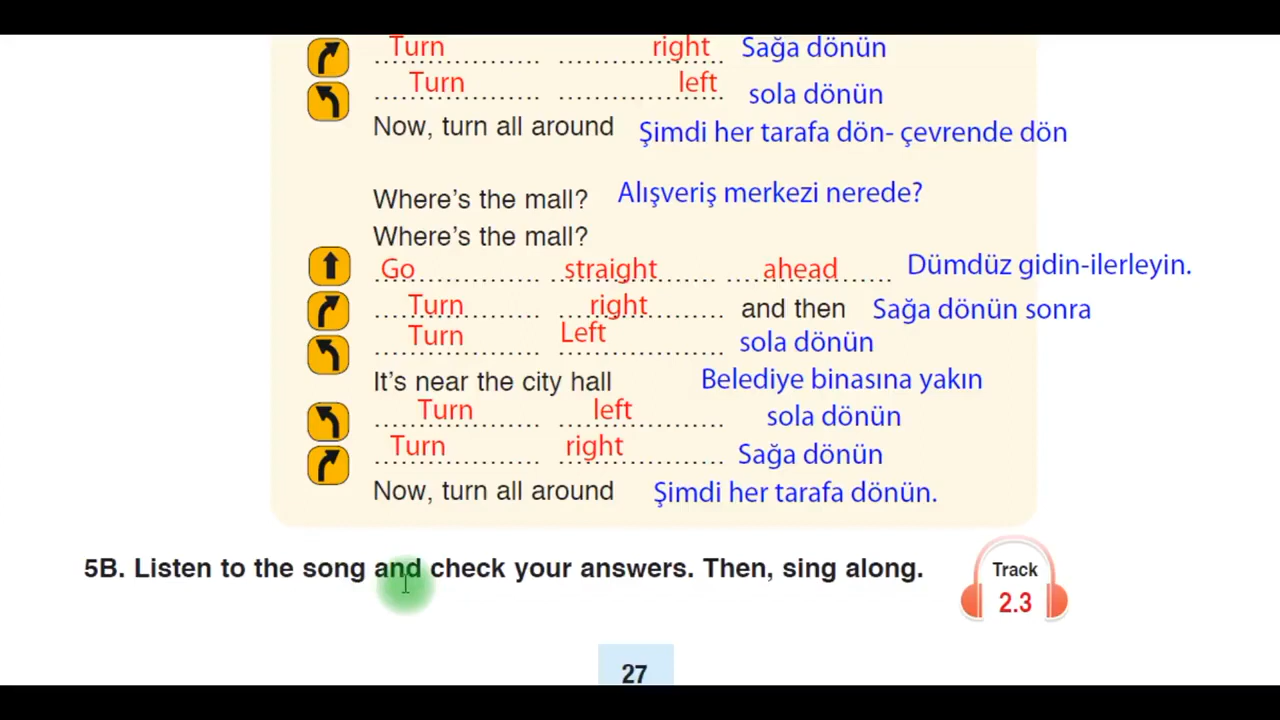 Turn right Sağa dönün
Turn left sola dönün
Now, turn all around Şimdi her tarafa dön- çevrende dön
Where's the mall? Alışveriş merkezi nerede?
Where's the mall?
Go straight ahead Dümdüz gidin-ilerleyin.
Turn right and then Sağa dönün sonra
Turn Left sola dönün
It's near the city hall Belediye binasına yakın
Turn left sola dönün
Turn right Sağa dönün
Now, turn all around Şimdi her tarafa dönün.
5B. Listen to the song and check your answers. Then, sing along.
Track
2.3
27